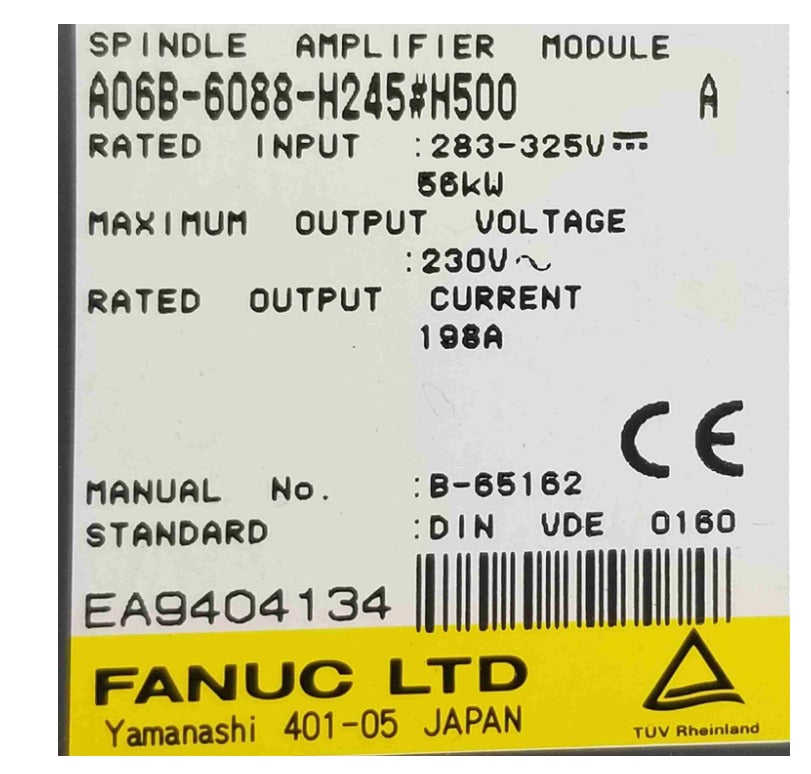 SPINDLE AMPLIFIER MODULE
A06B-6088-H245#H500 A
RATED INPUT :283-325V⎓
56kW
MAXIMUM OUTPUT VOLTAGE
:230V~
RATED OUTPUT CURRENT
198A
CE
MANUAL No. :B-65162
STANDARD :DIN VDE 0160
EA9404134
FANUC LTD
Yamanashi 401-05 JAPAN
TÜV Rheinland